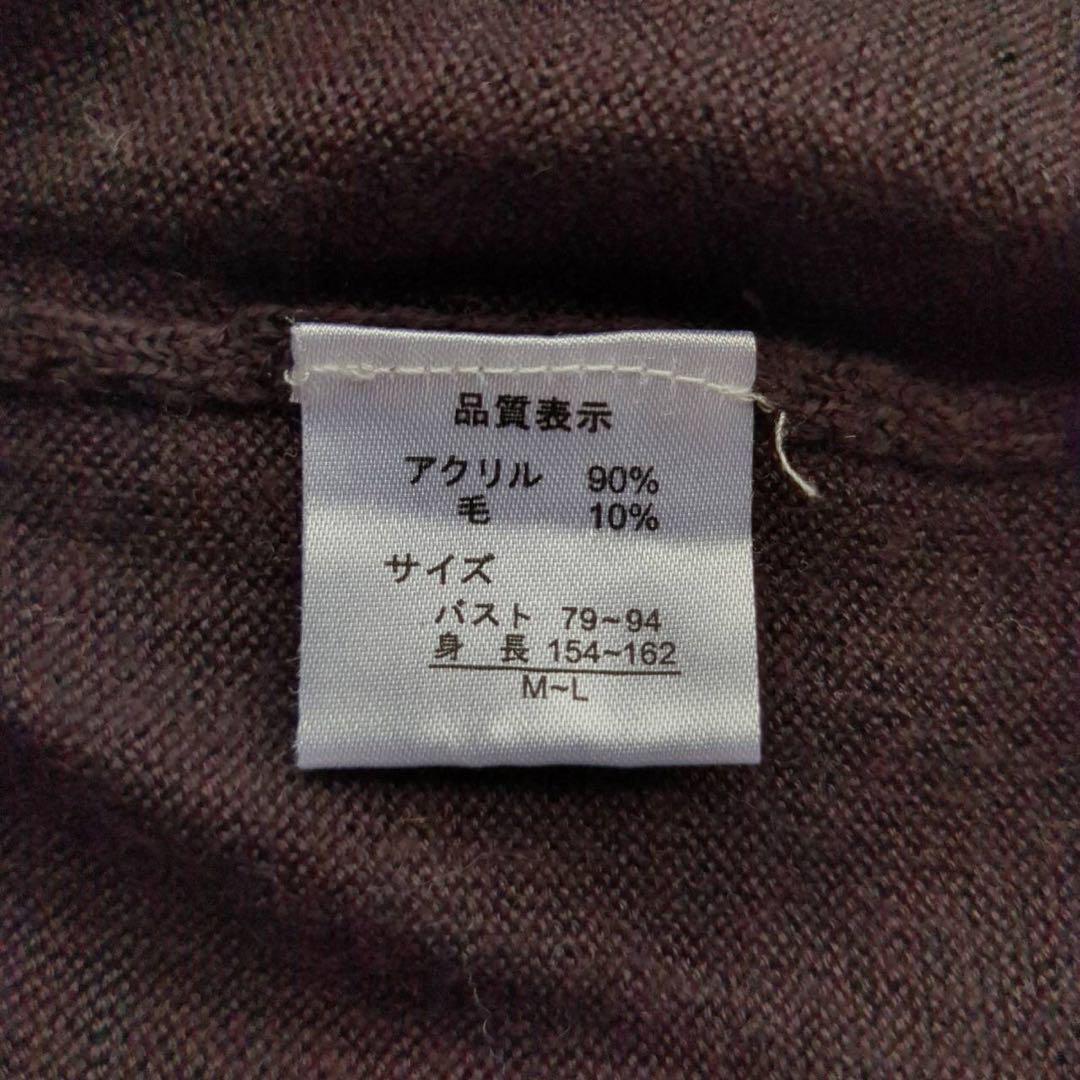 品質表示
アクリル 90%
毛 10%
サイズ
バスト 79~94
身 長 154~162
M~L